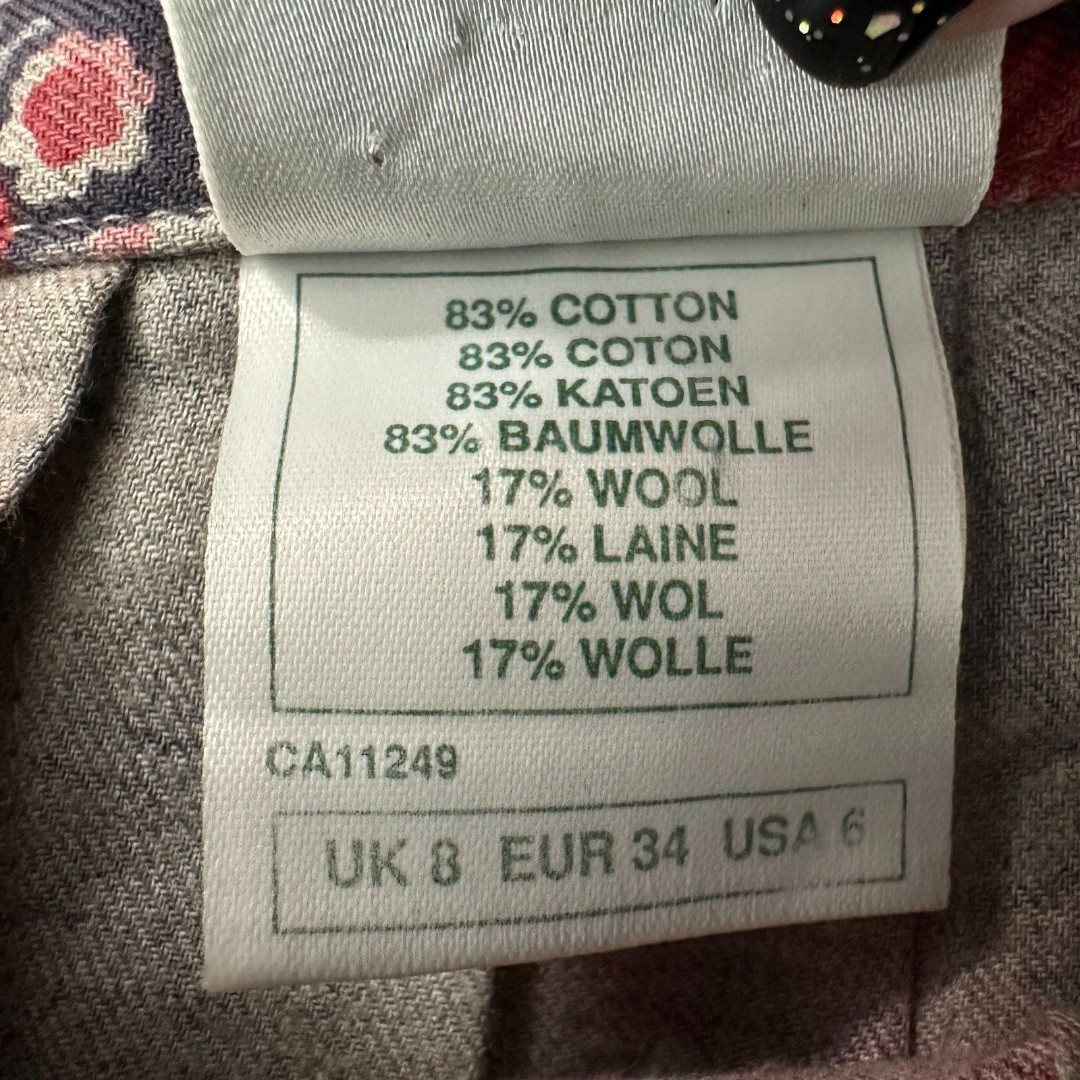 83% COTTON
83% COTON
83% KATOEN
83% BAUMWOLLE
17% WOOL
17% LAINE
17% WOL
17% WOLLE
CA11249
UK 8 EUR 34 USA 6